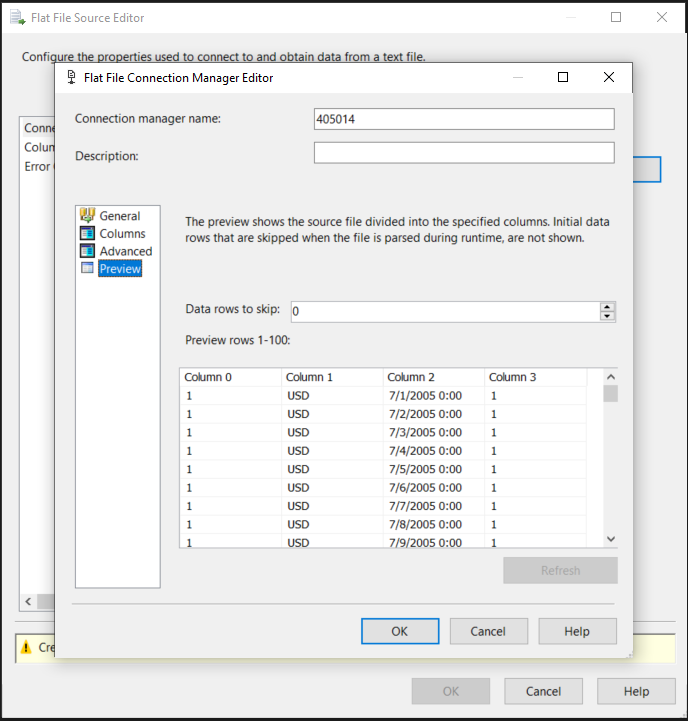 Flat File Source Editor
Configure the properties used to connect to and obtain data from a text file.
Flat File Connection Manager Editor
Connection manager name: 405014
Description:
General
Columns
Advanced
Preview
The preview shows the source file divided into the specified columns. Initial data
rows that are skipped when the file is parsed during runtime, are not shown.
Data rows to skip: 0
Preview rows 1-100:
Column 0 Column 1 Column 2 Column 3
1 USD 7/1/2005 0:00 1
1 USD 7/2/2005 0:00 1
1 USD 7/3/2005 0:00 1
1 USD 7/4/2005 0:00 1
1 USD 7/5/2005 0:00 1
1 USD 7/6/2005 0:00 1
1 USD 7/7/2005 0:00 1
1 USD 7/8/2005 0:00 1
1 USD 7/9/2005 0:00 1
Refresh
OK Cancel Help
OK Cancel Help